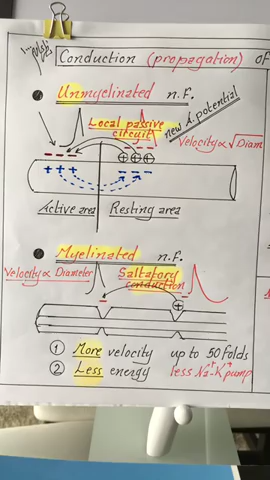 Conduction (propagation) of
Unmyelinated n.F.
Local passive circuit
new A. potential
Velocity ∝ √Diam
Active area
Resting area
Myelinated n.F.
Velocity ∝ Diameter
Saltatory conduction
① More velocity up to 50 folds
② Less energy less Na⁺-K⁺ pump